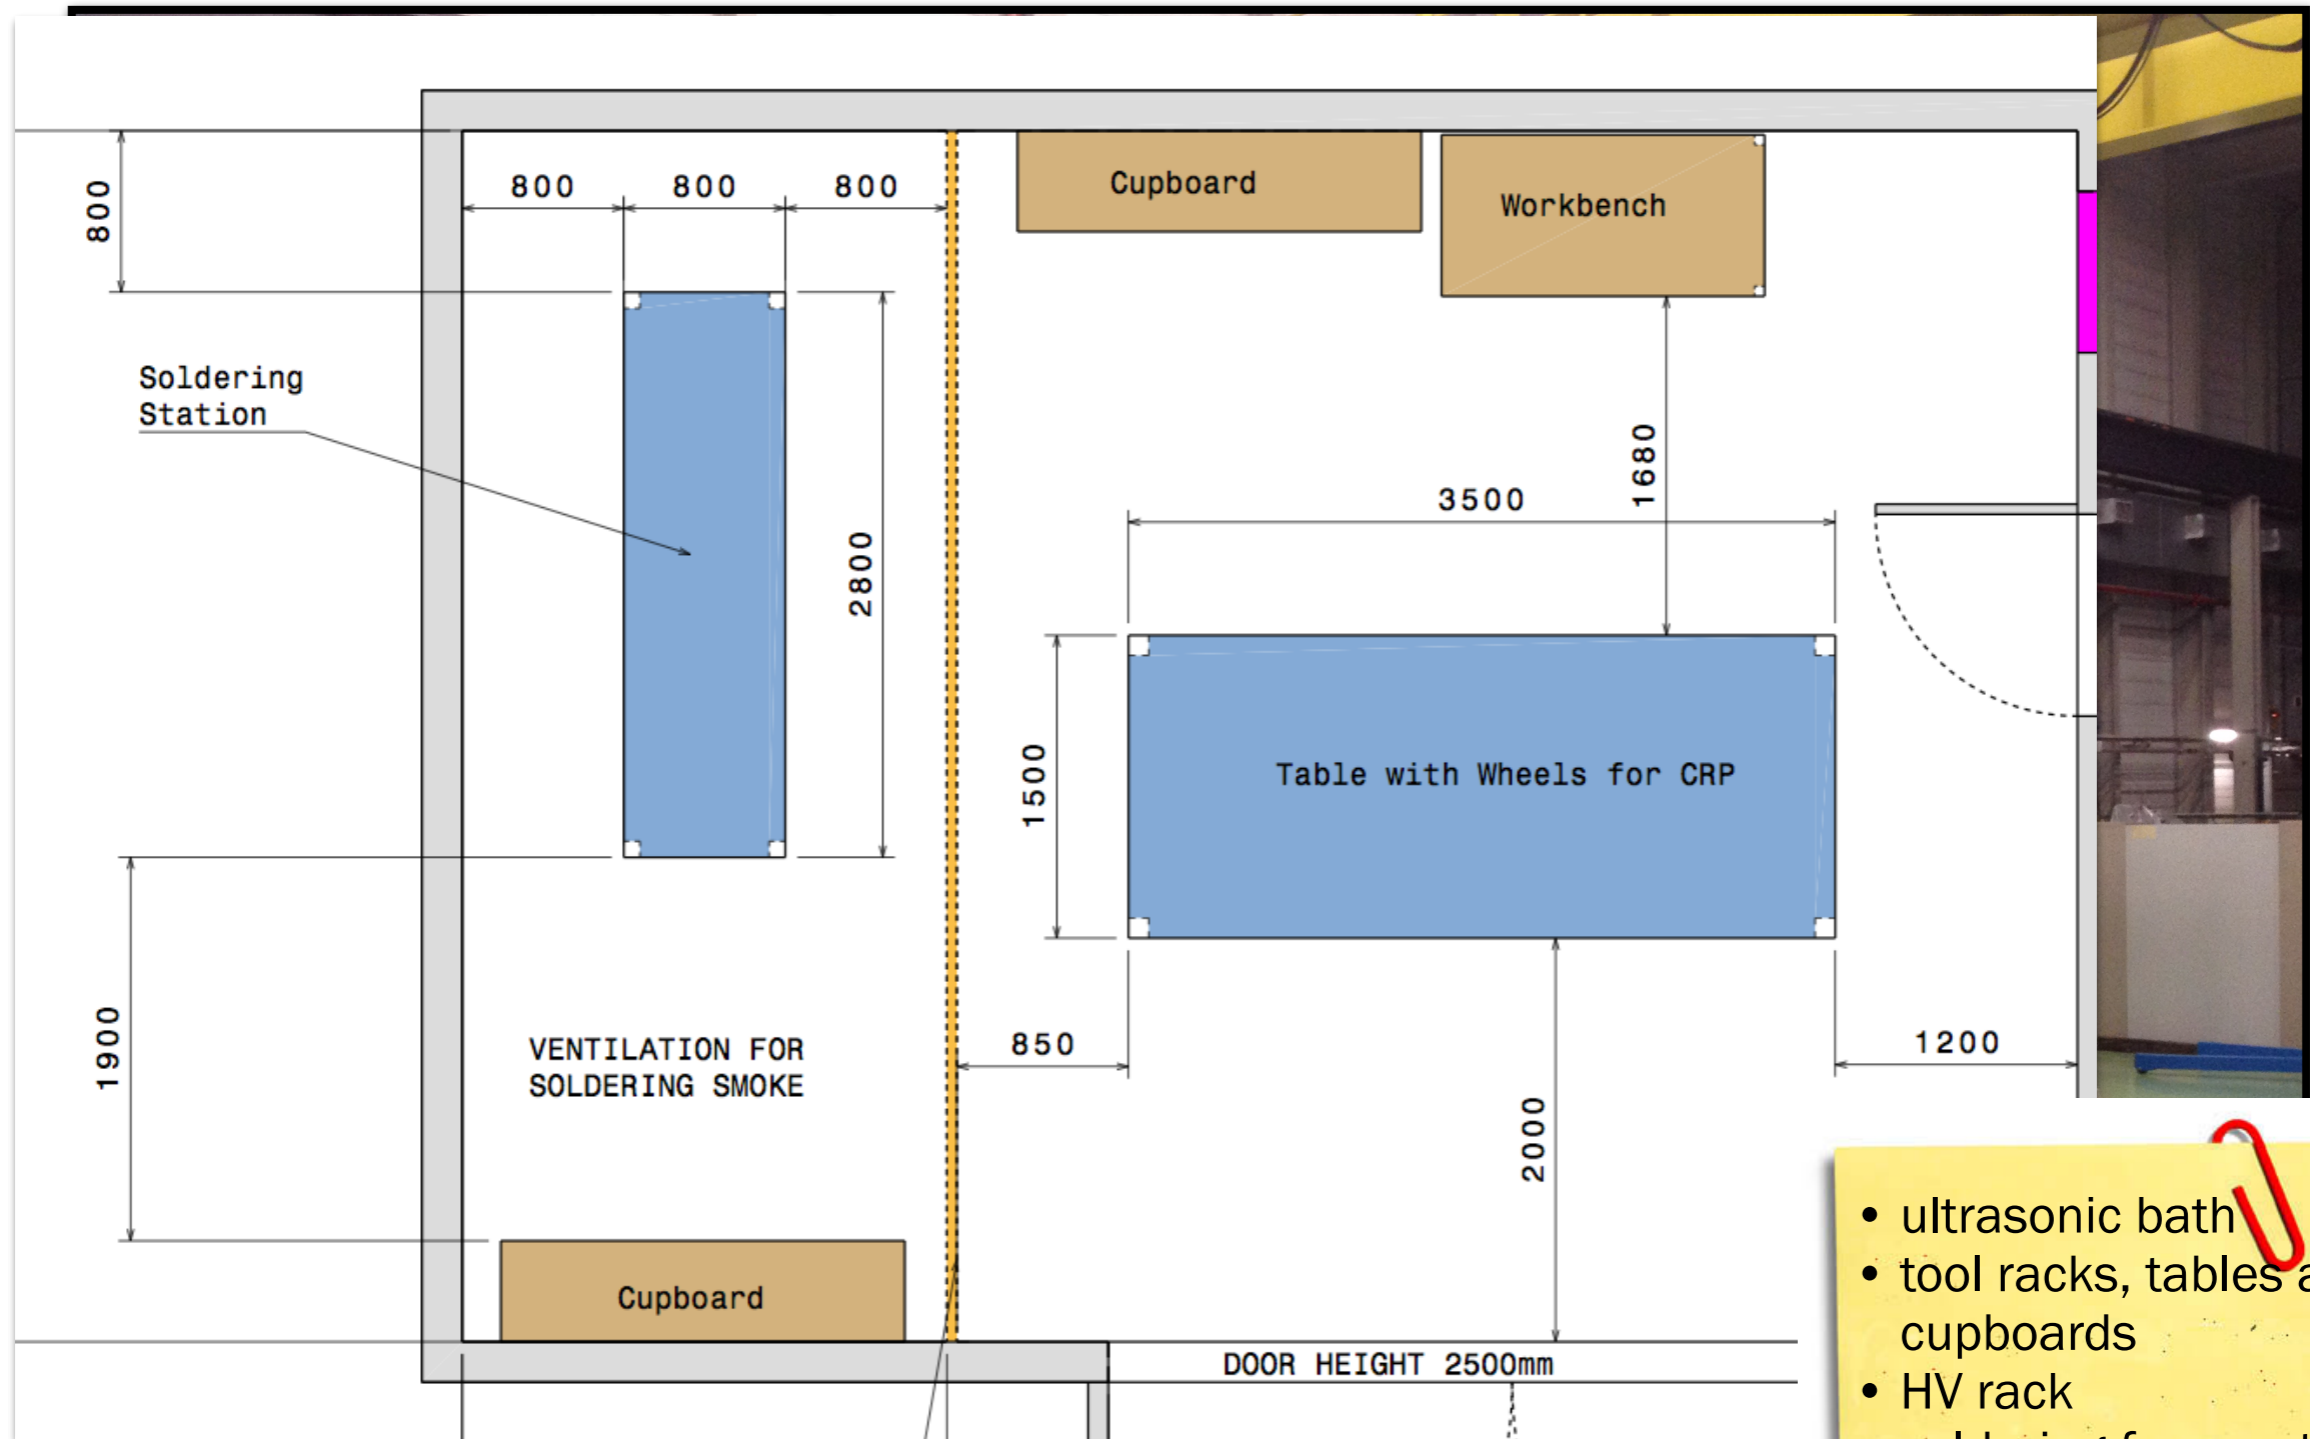 800
800
800
800
Cupboard
Workbench
Soldering
Station
1680
3500
2800
1500
Table with Wheels for CRP
1900
VENTILATION FOR
SOLDERING SMOKE
850
1200
2000
Cupboard
DOOR HEIGHT 2500mm
• ultrasonic bath
• tool racks, tables
cupboards
• HV rack